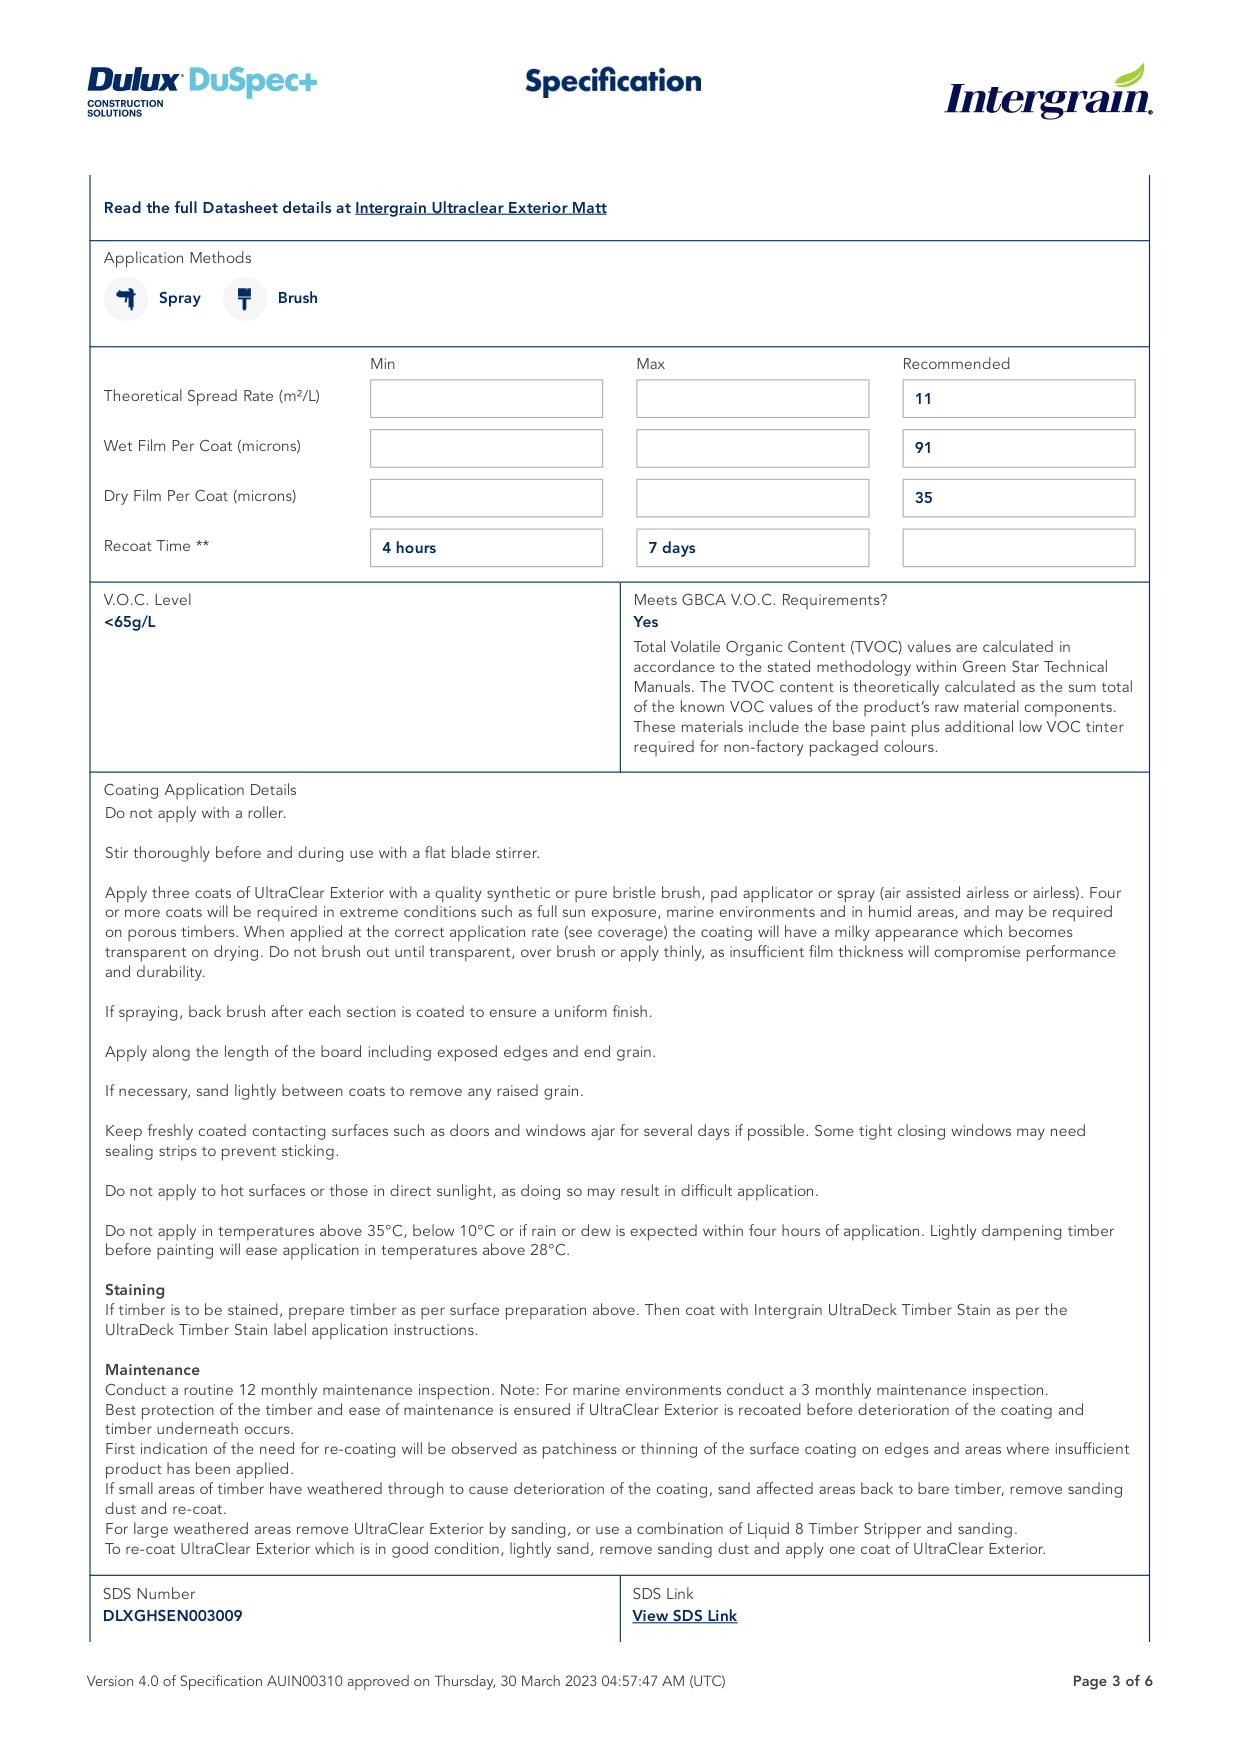 Dulux DuSpec+
CONSTRUCTION
SOLUTIONS
Specification
Intergrain®
Read the full Datasheet details at Intergrain Ultraclear Exterior Matt
Application Methods
Spray Brush
Min Max Recommended
Theoretical Spread Rate (m²/L) 11
Wet Film Per Coat (microns) 91
Dry Film Per Coat (microns) 35
Recoat Time ** 4 hours 7 days
V.O.C. Level
<65g/L
Meets GBCA V.O.C. Requirements?
Yes
Total Volatile Organic Content (TVOC) values are calculated in
accordance to the stated methodology within Green Star Technical
Manuals. The TVOC content is theoretically calculated as the sum total
of the known VOC values of the product’s raw material components.
These materials include the base paint plus additional low VOC tinter
required for non-factory packaged colours.
Coating Application Details
Do not apply with a roller.
Stir thoroughly before and during use with a flat blade stirrer.
Apply three coats of UltraClear Exterior with a quality synthetic or pure bristle brush, pad applicator or spray (air assisted airless or airless). Four
or more coats will be required in extreme conditions such as full sun exposure, marine environments and in humid areas, and may be required
on porous timbers. When applied at the correct application rate (see coverage) the coating will have a milky appearance which becomes
transparent on drying. Do not brush out until transparent, over brush or apply thinly, as insufficient film thickness will compromise performance
and durability.
If spraying, back brush after each section is coated to ensure a uniform finish.
Apply along the length of the board including exposed edges and end grain.
If necessary, sand lightly between coats to remove any raised grain.
Keep freshly coated contacting surfaces such as doors and windows ajar for several days if possible. Some tight closing windows may need
sealing strips to prevent sticking.
Do not apply to hot surfaces or those in direct sunlight, as doing so may result in difficult application.
Do not apply in temperatures above 35°C, below 10°C or if rain or dew is expected within four hours of application. Lightly dampening timber
before painting will ease application in temperatures above 28°C.
Staining
If timber is to be stained, prepare timber as per surface preparation above. Then coat with Intergrain UltraDeck Timber Stain as per the
UltraDeck Timber Stain label application instructions.
Maintenance
Conduct a routine 12 monthly maintenance inspection. Note: For marine environments conduct a 3 monthly maintenance inspection.
Best protection of the timber and ease of maintenance is ensured if UltraClear Exterior is recoated before deterioration of the coating and
timber underneath occurs.
First indication of the need for re-coating will be observed as patchiness or thinning of the surface coating on edges and areas where insufficient
product has been applied.
If small areas of timber have weathered through to cause deterioration of the coating, sand affected areas back to bare timber, remove sanding
dust and re-coat.
For large weathered areas remove UltraClear Exterior by sanding, or use a combination of Liquid 8 Timber Stripper and sanding.
To re-coat UltraClear Exterior which is in good condition, lightly sand, remove sanding dust and apply one coat of UltraClear Exterior.
SDS Number
DLXGHSEN003009
SDS Link
View SDS Link
Version 4.0 of Specification AUIN00310 approved on Thursday, 30 March 2023 04:57:47 AM (UTC)
Page 3 of 6